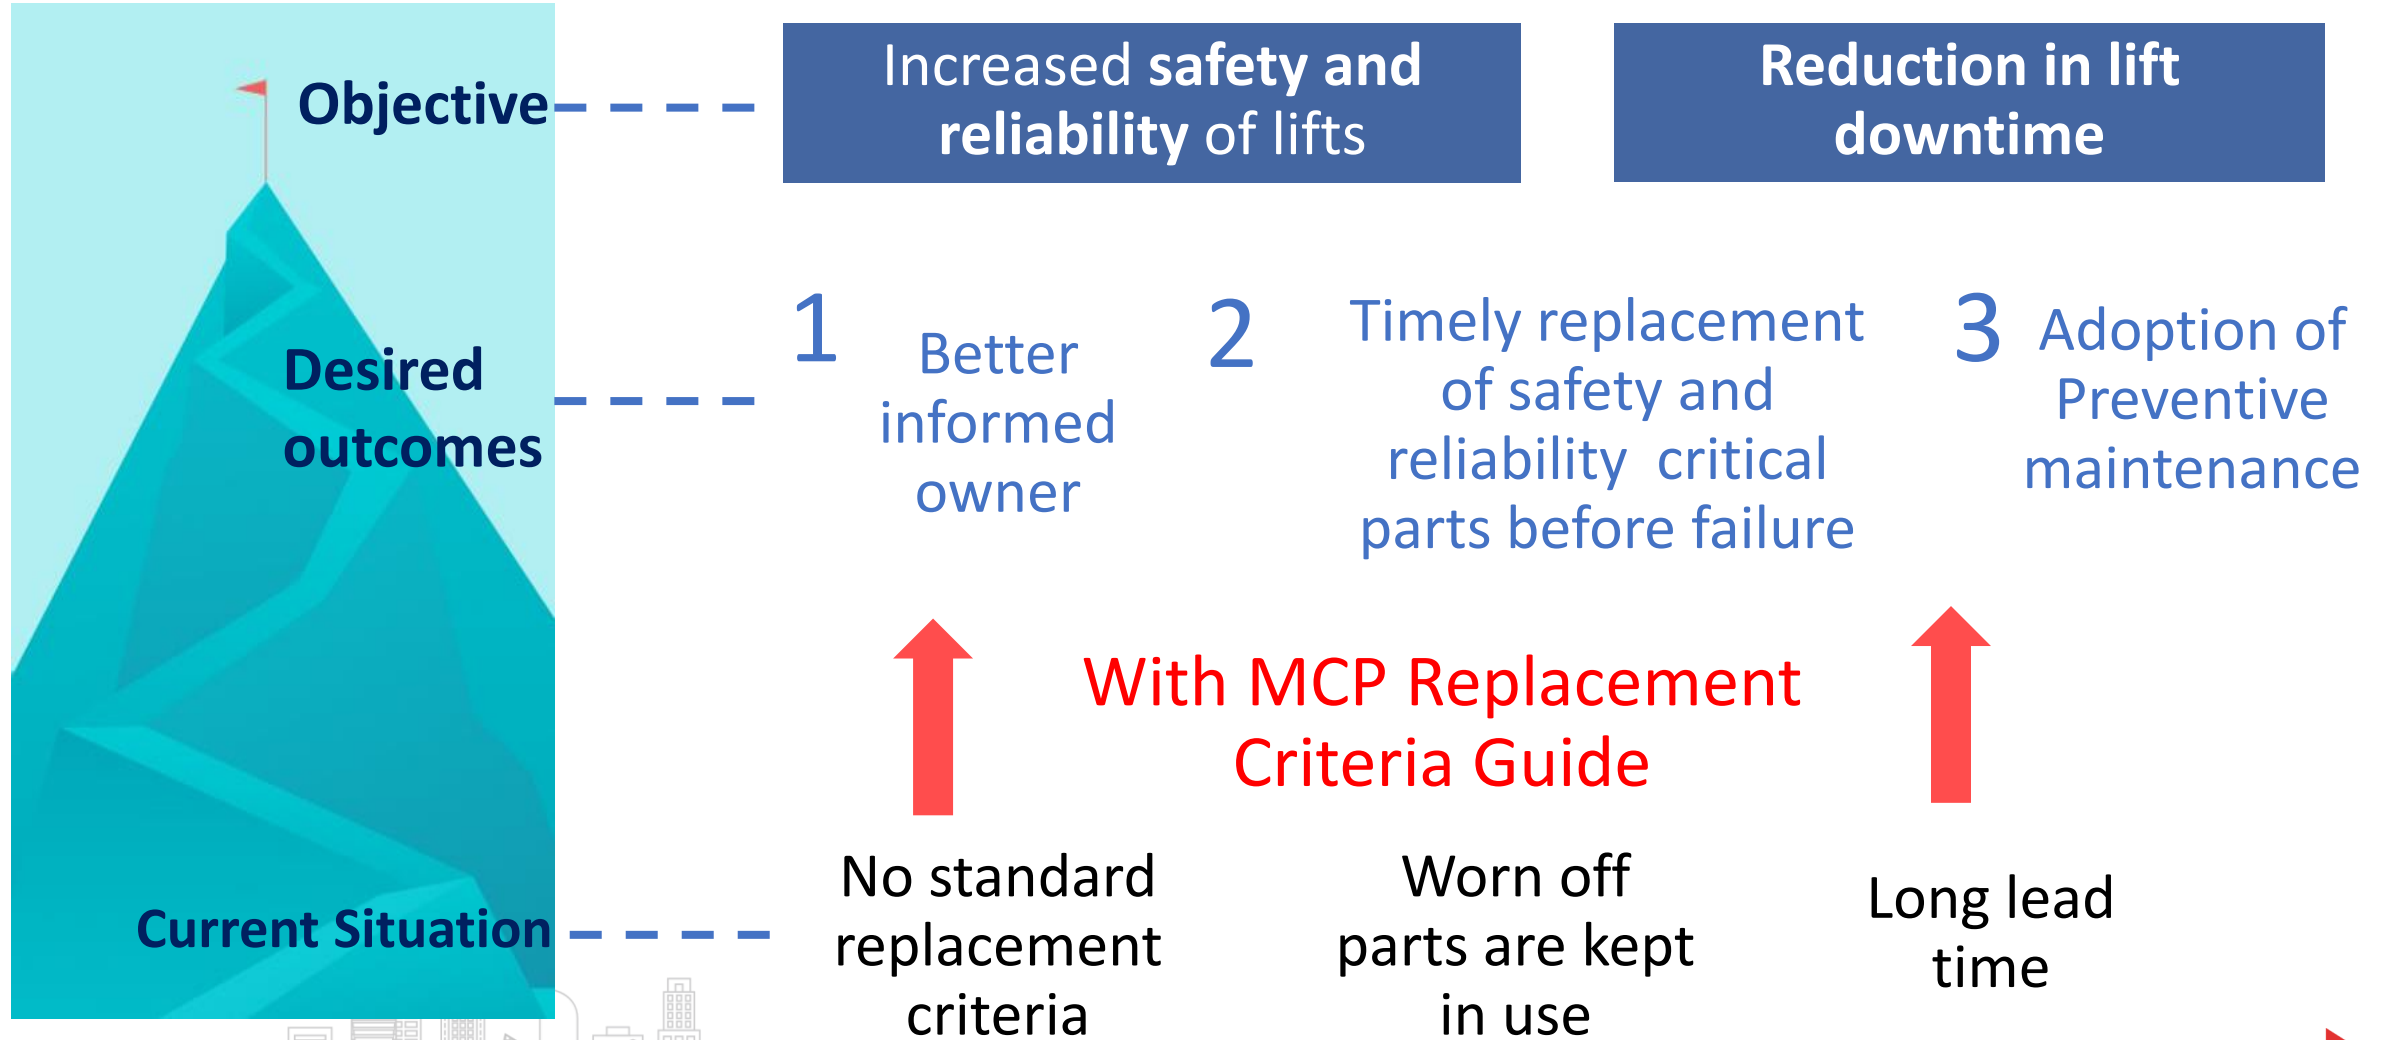 Objective
Increased safety and
reliability of lifts
Reduction in lift
downtime
Desired
outcomes
1
Better
informed
owner
2
Timely replacement
of safety and
reliability critical
parts before failure
3
Adoption of
Preventive
maintenance
With MCP Replacement
Criteria Guide
Current Situation
No standard
replacement
criteria
Worn off
parts are kept
in use
Long lead
time